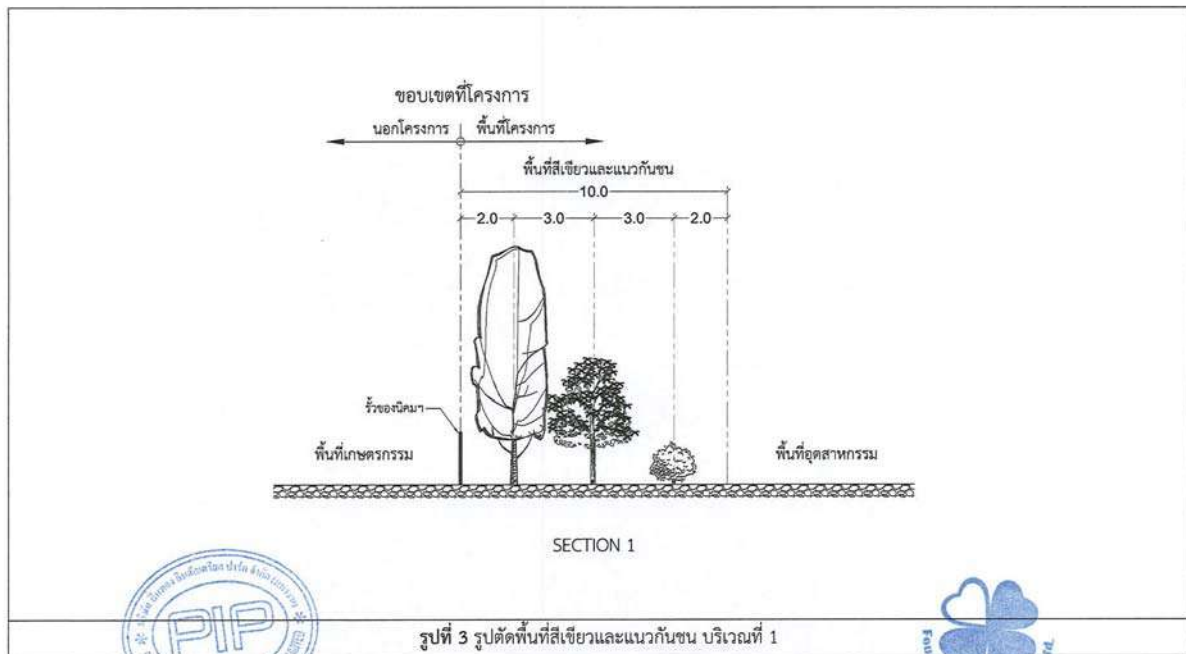 ขอบเขตที่โครงการ
นอกโครงการ พื้นที่โครงการ
พื้นที่สีเขียวและแนวกันชน
10.0
2.0 3.0 3.0 2.0
รั้วของนิคมฯ
พื้นที่เกษตรกรรม พื้นที่อุตสาหกรรม
SECTION 1
PIP
รูปที่ 3 รูปตัดพื้นที่สีเขียวและแนวกันชน บริเวณที่ 1